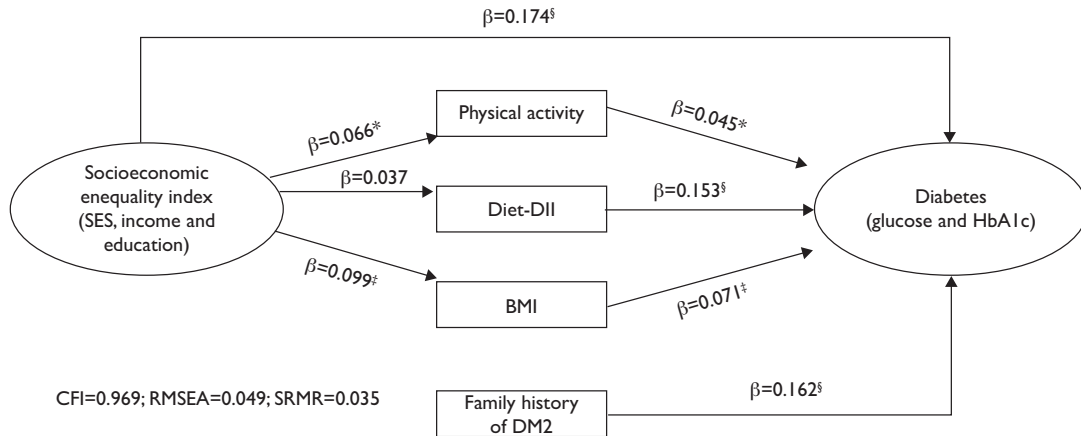 β=0.174§
Physical activity
β=0.066*
β=0.045*
Socioeconomic
enequality index
(SES, income and
education)
β=0.037
Diet-DII
β=0.153§
Diabetes
(glucose and HbA1c)
β=0.099‡
BMI
β=0.071‡
CFI=0.969; RMSEA=0.049; SRMR=0.035
Family history
of DM2
β=0.162§